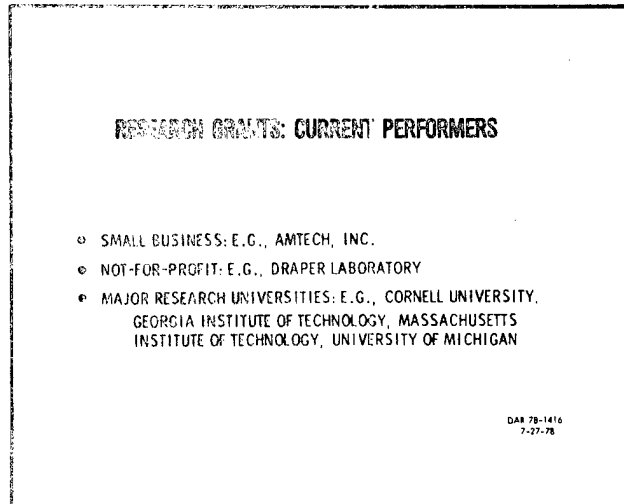 RESEARCH GRANTS: CURRENT PERFORMERS
SMALL BUSINESS: E.G., AMTECH, INC.
NOT-FOR-PROFIT: E.G., DRAPER LABORATORY
MAJOR RESEARCH UNIVERSITIES: E.G., CORNELL UNIVERSITY,
GEORGIA INSTITUTE OF TECHNOLOGY, MASSACHUSETTS
INSTITUTE OF TECHNOLOGY, UNIVERSITY OF MICHIGAN
DAB 78-1416
7-27-78